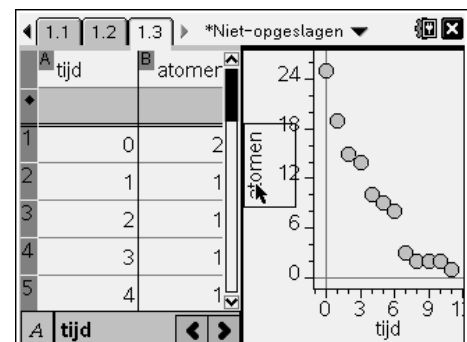 1.1 1.2 1.3 *Niet-opgeslagen
A tijd B atomen
1 0 2
2 1 1
3 2 1
4 3 1
5 4 1
A tijd
atomen
24
18
12
6
0
0 3 6 9 1
tijd